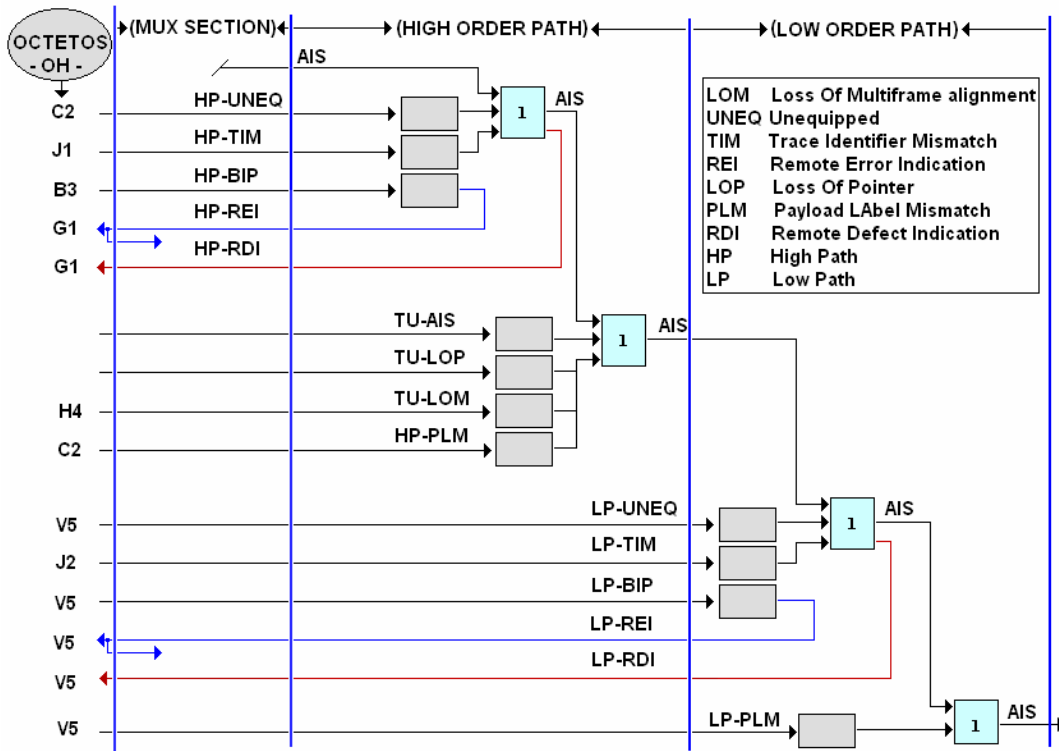 OCTETOS
- OH -
(MUX SECTION)
(HIGH ORDER PATH)
(LOW ORDER PATH)
AIS
C2
HP-UNEQ
1
AIS
J1
HP-TIM
B3
HP-BIP
G1
HP-REI
HP-RDI
G1
LOM Loss Of Multiframe alignment
UNEQ Unequipped
TIM Trace Identifier Mismatch
REI Remote Error Indication
LOP Loss Of Pointer
PLM Payload LAbel Mismatch
RDI Remote Defect Indication
HP High Path
LP Low Path
TU-AIS
1
AIS
TU-LOP
H4
TU-LOM
C2
HP-PLM
V5
LP-UNEQ
1
AIS
J2
LP-TIM
V5
LP-BIP
V5
LP-REI
LP-RDI
V5
V5
LP-PLM
1
AIS